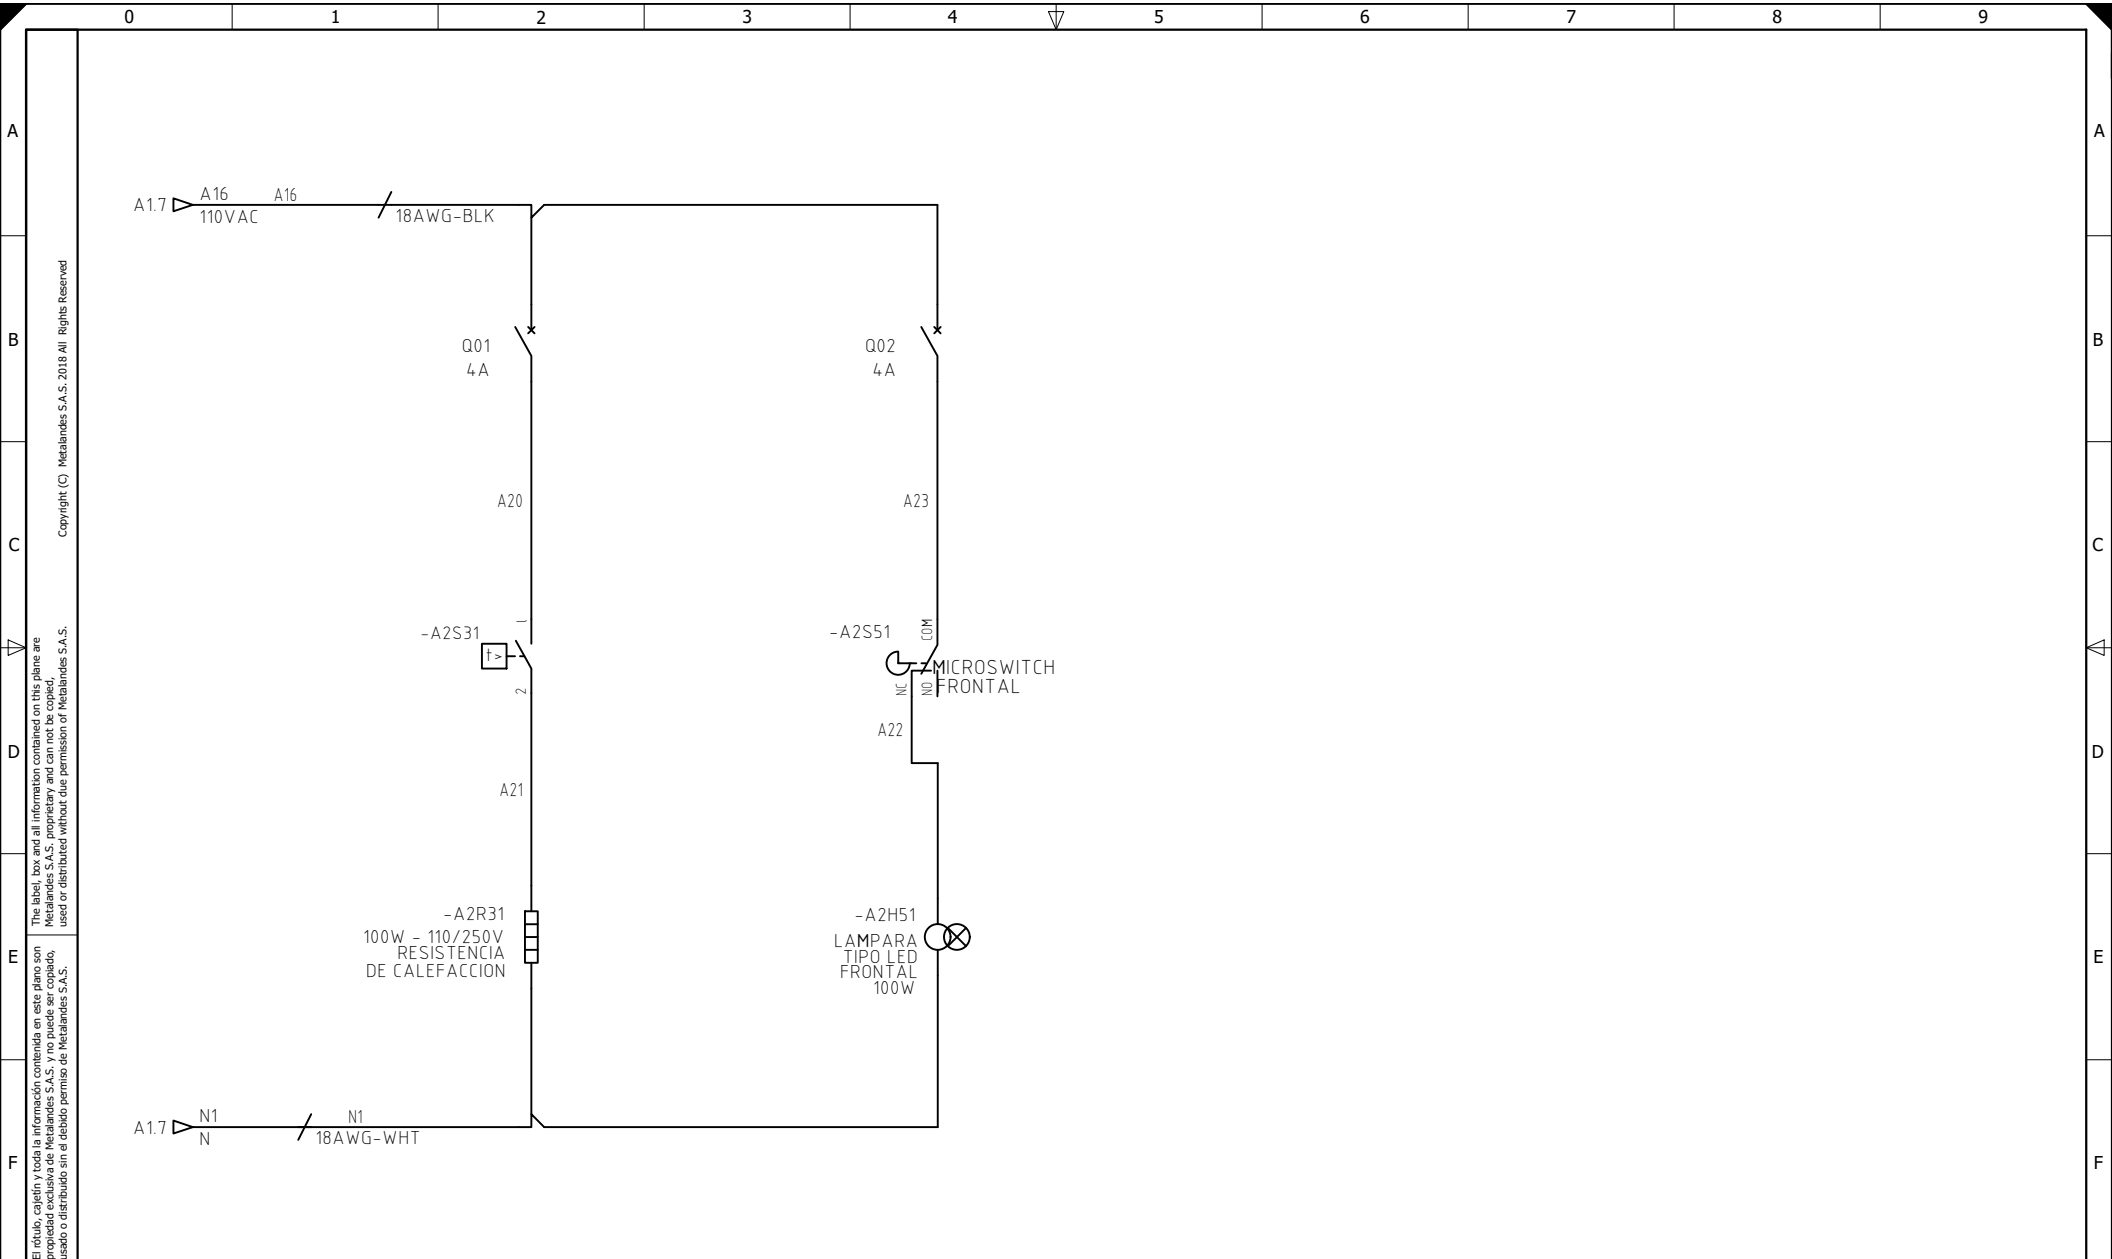 0 1 2 3 4 5 6 7 8 9
A A
A1.7
A16 A16
110VAC
18AWG-BLK
B B
Q01
4A
Q02
4A
A20
A23
C C
-A2S31
1
t >
2
-A2S51
COM
MICROSWITCH
FRONTAL
NC
NO
A22
D D
A21
-A2R31
100W - 110/250V
RESISTENCIA
DE CALEFACCION
-A2H51
LAMPARA
TIPO LED
FRONTAL
100W
E E
A1.7
N1 N1
N
18AWG-WHT
F F
Copyright (C) Metalandes S.A.S. 2018 All Rights Reserved
The label, box and all information contained on this plane are
Metalandes S.A.S. proprietary and can not be copied,
used or distributed without due permission of Metalandes S.A.S.
El rótulo, cajetín y toda la información contenida en este plano son
propiedad exclusiva de Metalandes S.A.S. y no puede ser copiado,
usado o distribuido sin el debido permiso de Metalandes S.A.S.